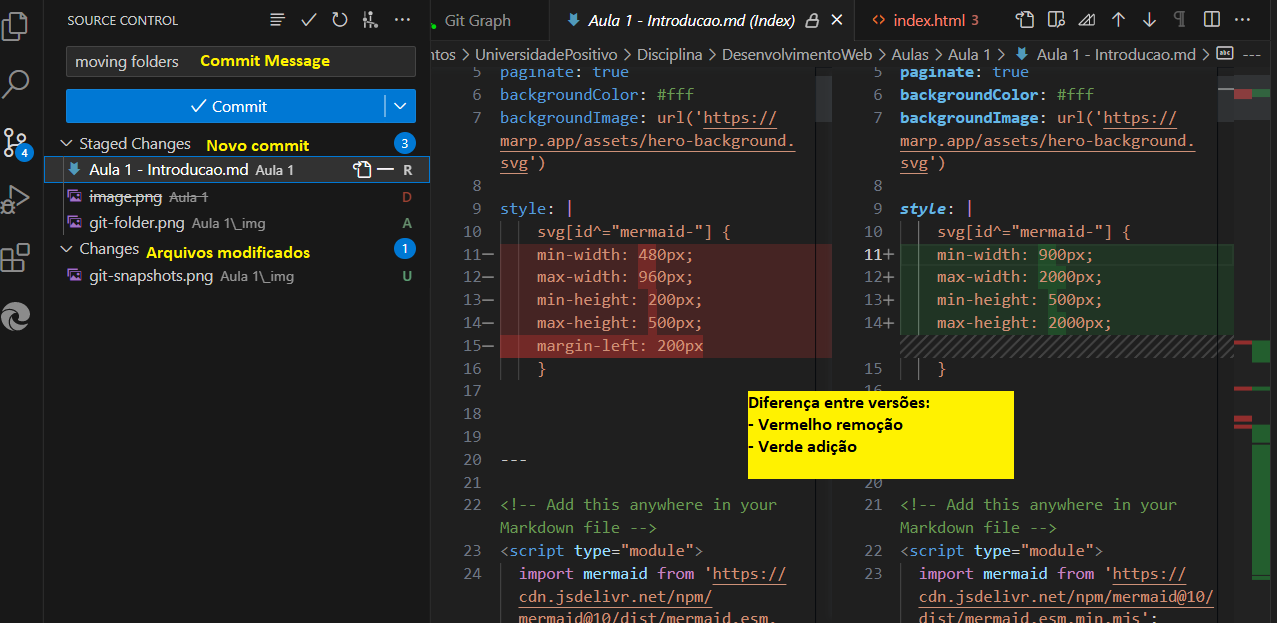 SOURCE CONTROL
moving folders Commit Message
Commit
Staged Changes Novo commit 3
Aula 1 - Introducao.md Aula 1 R
image.png Aula 1 D
git-folder.png Aula 1\_img A
Changes Arquivos modificados 1
git-snapshots.png Aula 1\_img U
4
Git Graph
Aula 1 - Introducao.md (Index)
<> index.html 3
ntos > UniversidadePositivo > Disciplina > DesenvolvimentoWeb > Aulas > Aula 1 > Aula 1 - Introducao.md > abc ---
5 paginate: true
6 backgroundColor: #fff
7 backgroundImage: url('https://
marp.app/assets/hero-background.
svg')
8
9 style: |
10 svg[id^="mermaid-"] {
11— min-width: 480px;
12— max-width: 960px;
13— min-height: 200px;
14— max-height: 500px;
15— margin-left: 200px
16 }
17
18
19
20 ---
21
22 <!-- Add this anywhere in your
Markdown file -->
23 <script type="module">
24 import mermaid from 'https://
cdn.jsdelivr.net/npm/
mermaid@10/dist/mermaid.esm.
5 paginate: true
6 backgroundColor: #fff
7 backgroundImage: url('https://
marp.app/assets/hero-background.
svg')
8
9 style: |
10 svg[id^="mermaid-"] {
11+ min-width: 900px;
12+ max-width: 2000px;
13+ min-height: 500px;
14+ max-height: 2000px;
15 }
16
Diferença entre versões:
- Vermelho remoção
- Verde adição
20
21 <!-- Add this anywhere in your
Markdown file -->
22 <script type="module">
23 import mermaid from 'https://
cdn.jsdelivr.net/npm/mermaid@10/
dist/mermaid.esm.min.mjs';